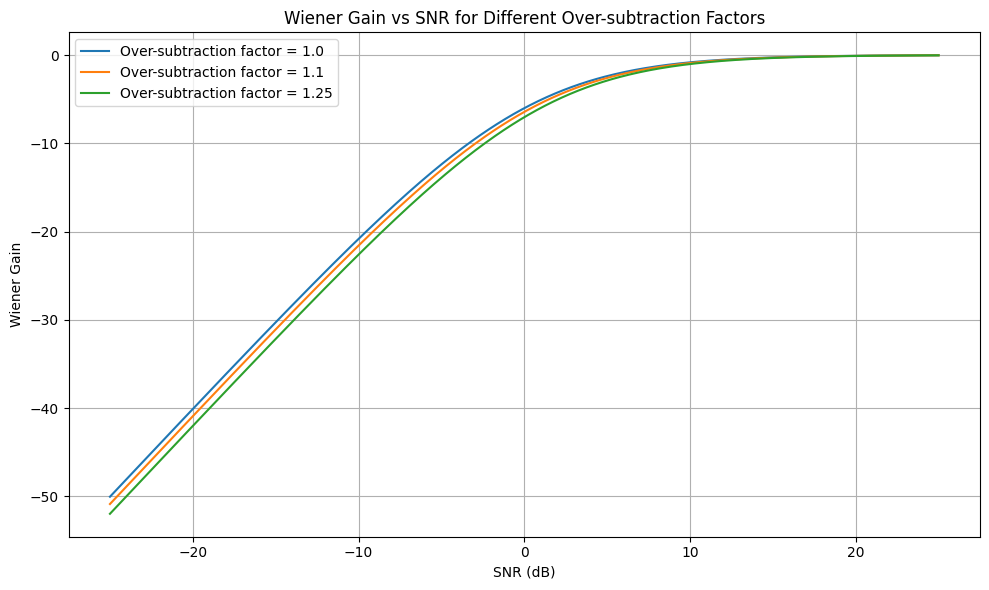 Wiener Gain vs SNR for Different Over-subtraction Factors
Over-subtraction factor = 1.0
Over-subtraction factor = 1.1
Over-subtraction factor = 1.25
Wiener Gain
0
−10
−20
−30
−40
−50
−20
−10
0
10
20
SNR (dB)